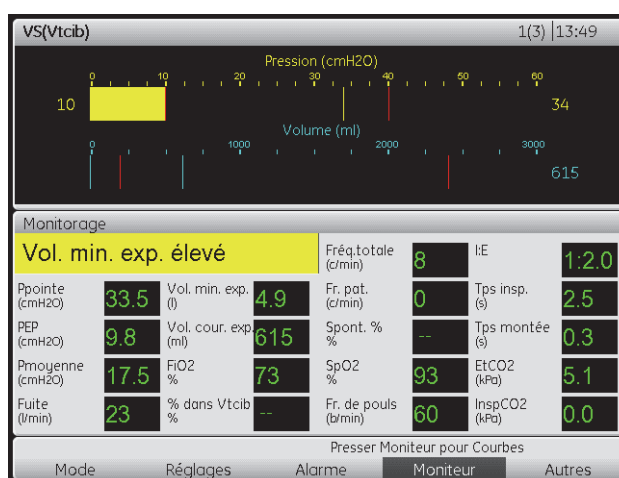 VS(Vtcib) 1(3) 13:49
Pression (cmH2O)
0 10 20 30 40 50 60
10 34
Volume (ml)
0 1000 2000 3000
615
Monitorage
Vol. min. exp. élevé
Fréq.totale (c/min) 8 I:E 1:2.0
Ppointe (cmH2O) 33.5 Vol. min. exp. (l) 4.9 Fr. pat. (c/min) 0 Tps insp. (s) 2.5
PEP (cmH2O) 9.8 Vol. cour. exp. (ml) 615 Spont. % % -- Tps montée (s) 0.3
Pmoyenne (cmH2O) 17.5 FiO2 % 73 SpO2 % 93 EtCO2 (kPa) 5.1
Fuite (l/min) 23 % dans Vtcib % -- Fr. de pouls (b/min) 60 InspCO2 (kPa) 0.0
Presser Moniteur pour Courbes
Mode Réglages Alarme Moniteur Autres